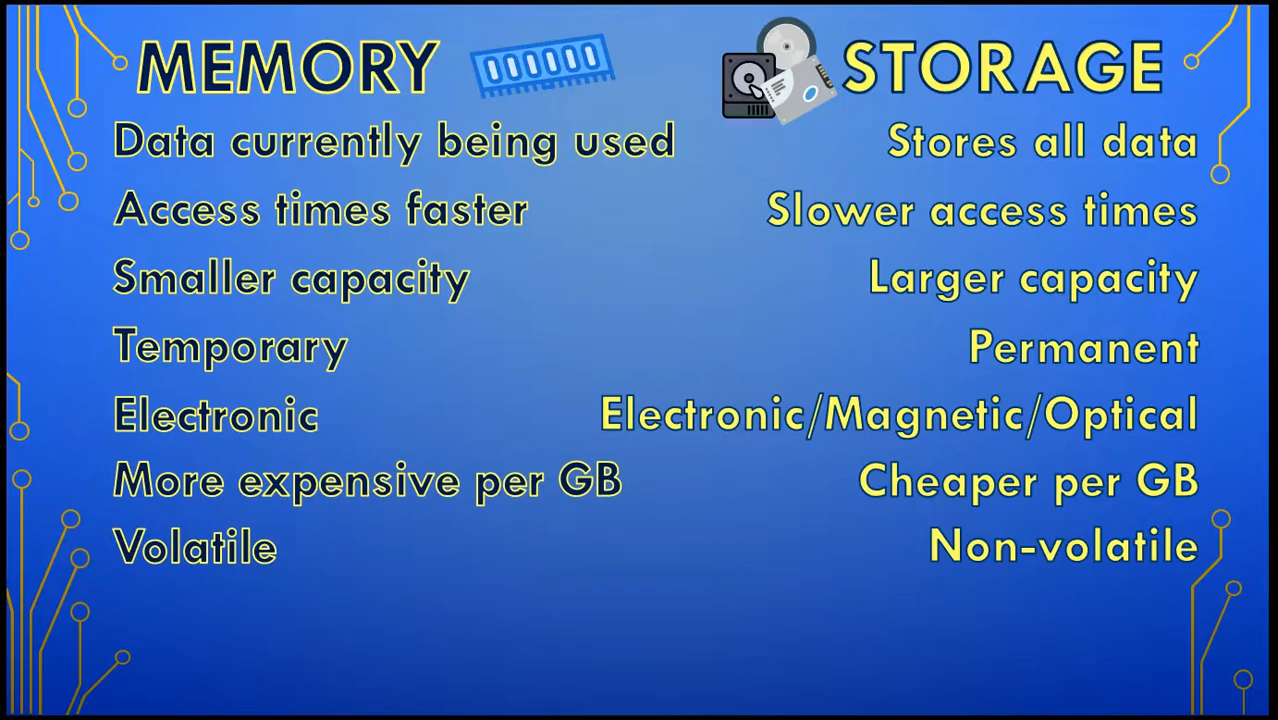 MEMORY
STORAGE
Data currently being used
Stores all data
Access times faster
Slower access times
Smaller capacity
Larger capacity
Temporary
Permanent
Electronic
Electronic/Magnetic/Optical
More expensive per GB
Cheaper per GB
Volatile
Non-volatile